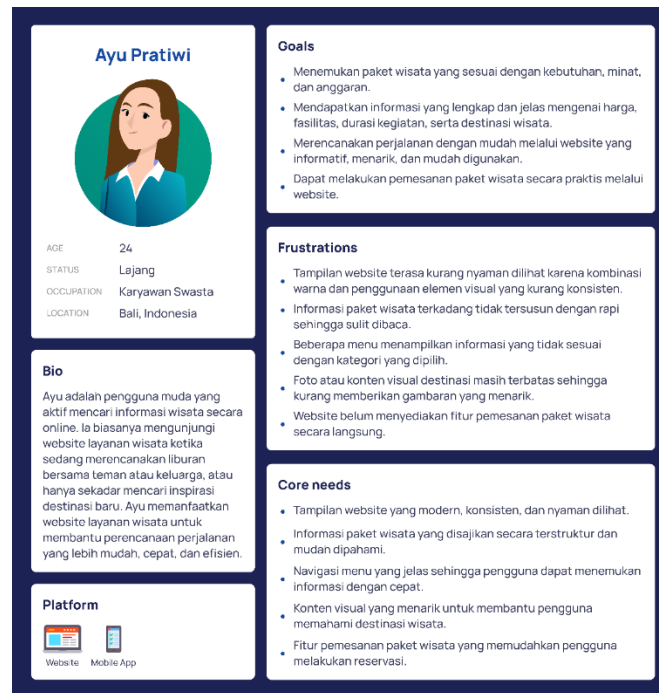 Ayu Pratiwi
AGE 24
STATUS Lajang
OCCUPATION Karyawan Swasta
LOCATION Bali, Indonesia
Bio
Ayu adalah pengguna muda yang
aktif mencari informasi wisata secara
online. Ia biasanya mengunjungi
website layanan wisata ketika
sedang merencanakan liburan
bersama teman atau keluarga, atau
hanya sekadar mencari inspirasi
destinasi baru. Ayu memanfaatkan
website layanan wisata untuk
membantu perencanaan perjalanan
yang lebih mudah, cepat, dan efisien.
Platform
Website Mobile App
Goals
• Menemukan paket wisata yang sesuai dengan kebutuhan, minat,
dan anggaran.
• Mendapatkan informasi yang lengkap dan jelas mengenai harga,
fasilitas, durasi kegiatan, serta destinasi wisata.
• Merencanakan perjalanan dengan mudah melalui website yang
informatif, menarik, dan mudah digunakan.
• Dapat melakukan pemesanan paket wisata secara praktis melalui
website.
Frustrations
• Tampilan website terasa kurang nyaman dilihat karena kombinasi
warna dan penggunaan elemen visual yang kurang konsisten.
• Informasi paket wisata terkadang tidak tersusun dengan rapi
sehingga sulit dibaca.
• Beberapa menu menampilkan informasi yang tidak sesuai
dengan kategori yang dipilih.
• Foto atau konten visual destinasi masih terbatas sehingga
kurang memberikan gambaran yang menarik.
• Website belum menyediakan fitur pemesanan paket wisata
secara langsung.
Core needs
• Tampilan website yang modern, konsisten, dan nyaman dilihat.
• Informasi paket wisata yang disajikan secara terstruktur dan
mudah dipahami.
• Navigasi menu yang jelas sehingga pengguna dapat menemukan
informasi dengan cepat.
• Konten visual yang menarik untuk membantu pengguna
memahami destinasi wisata.
• Fitur pemesanan paket wisata yang memudahkan pengguna
melakukan reservasi.